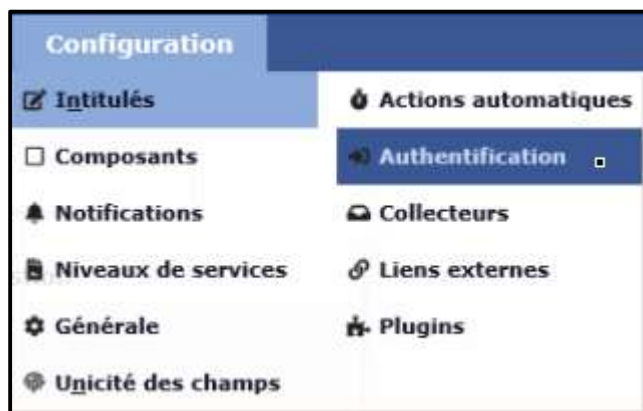 Configuration
Intitulés
Composants
Notifications
Niveaux de services
Générale
Unicité des champs
Actions automatiques
Authentification
Collecteurs
Liens externes
Plugins